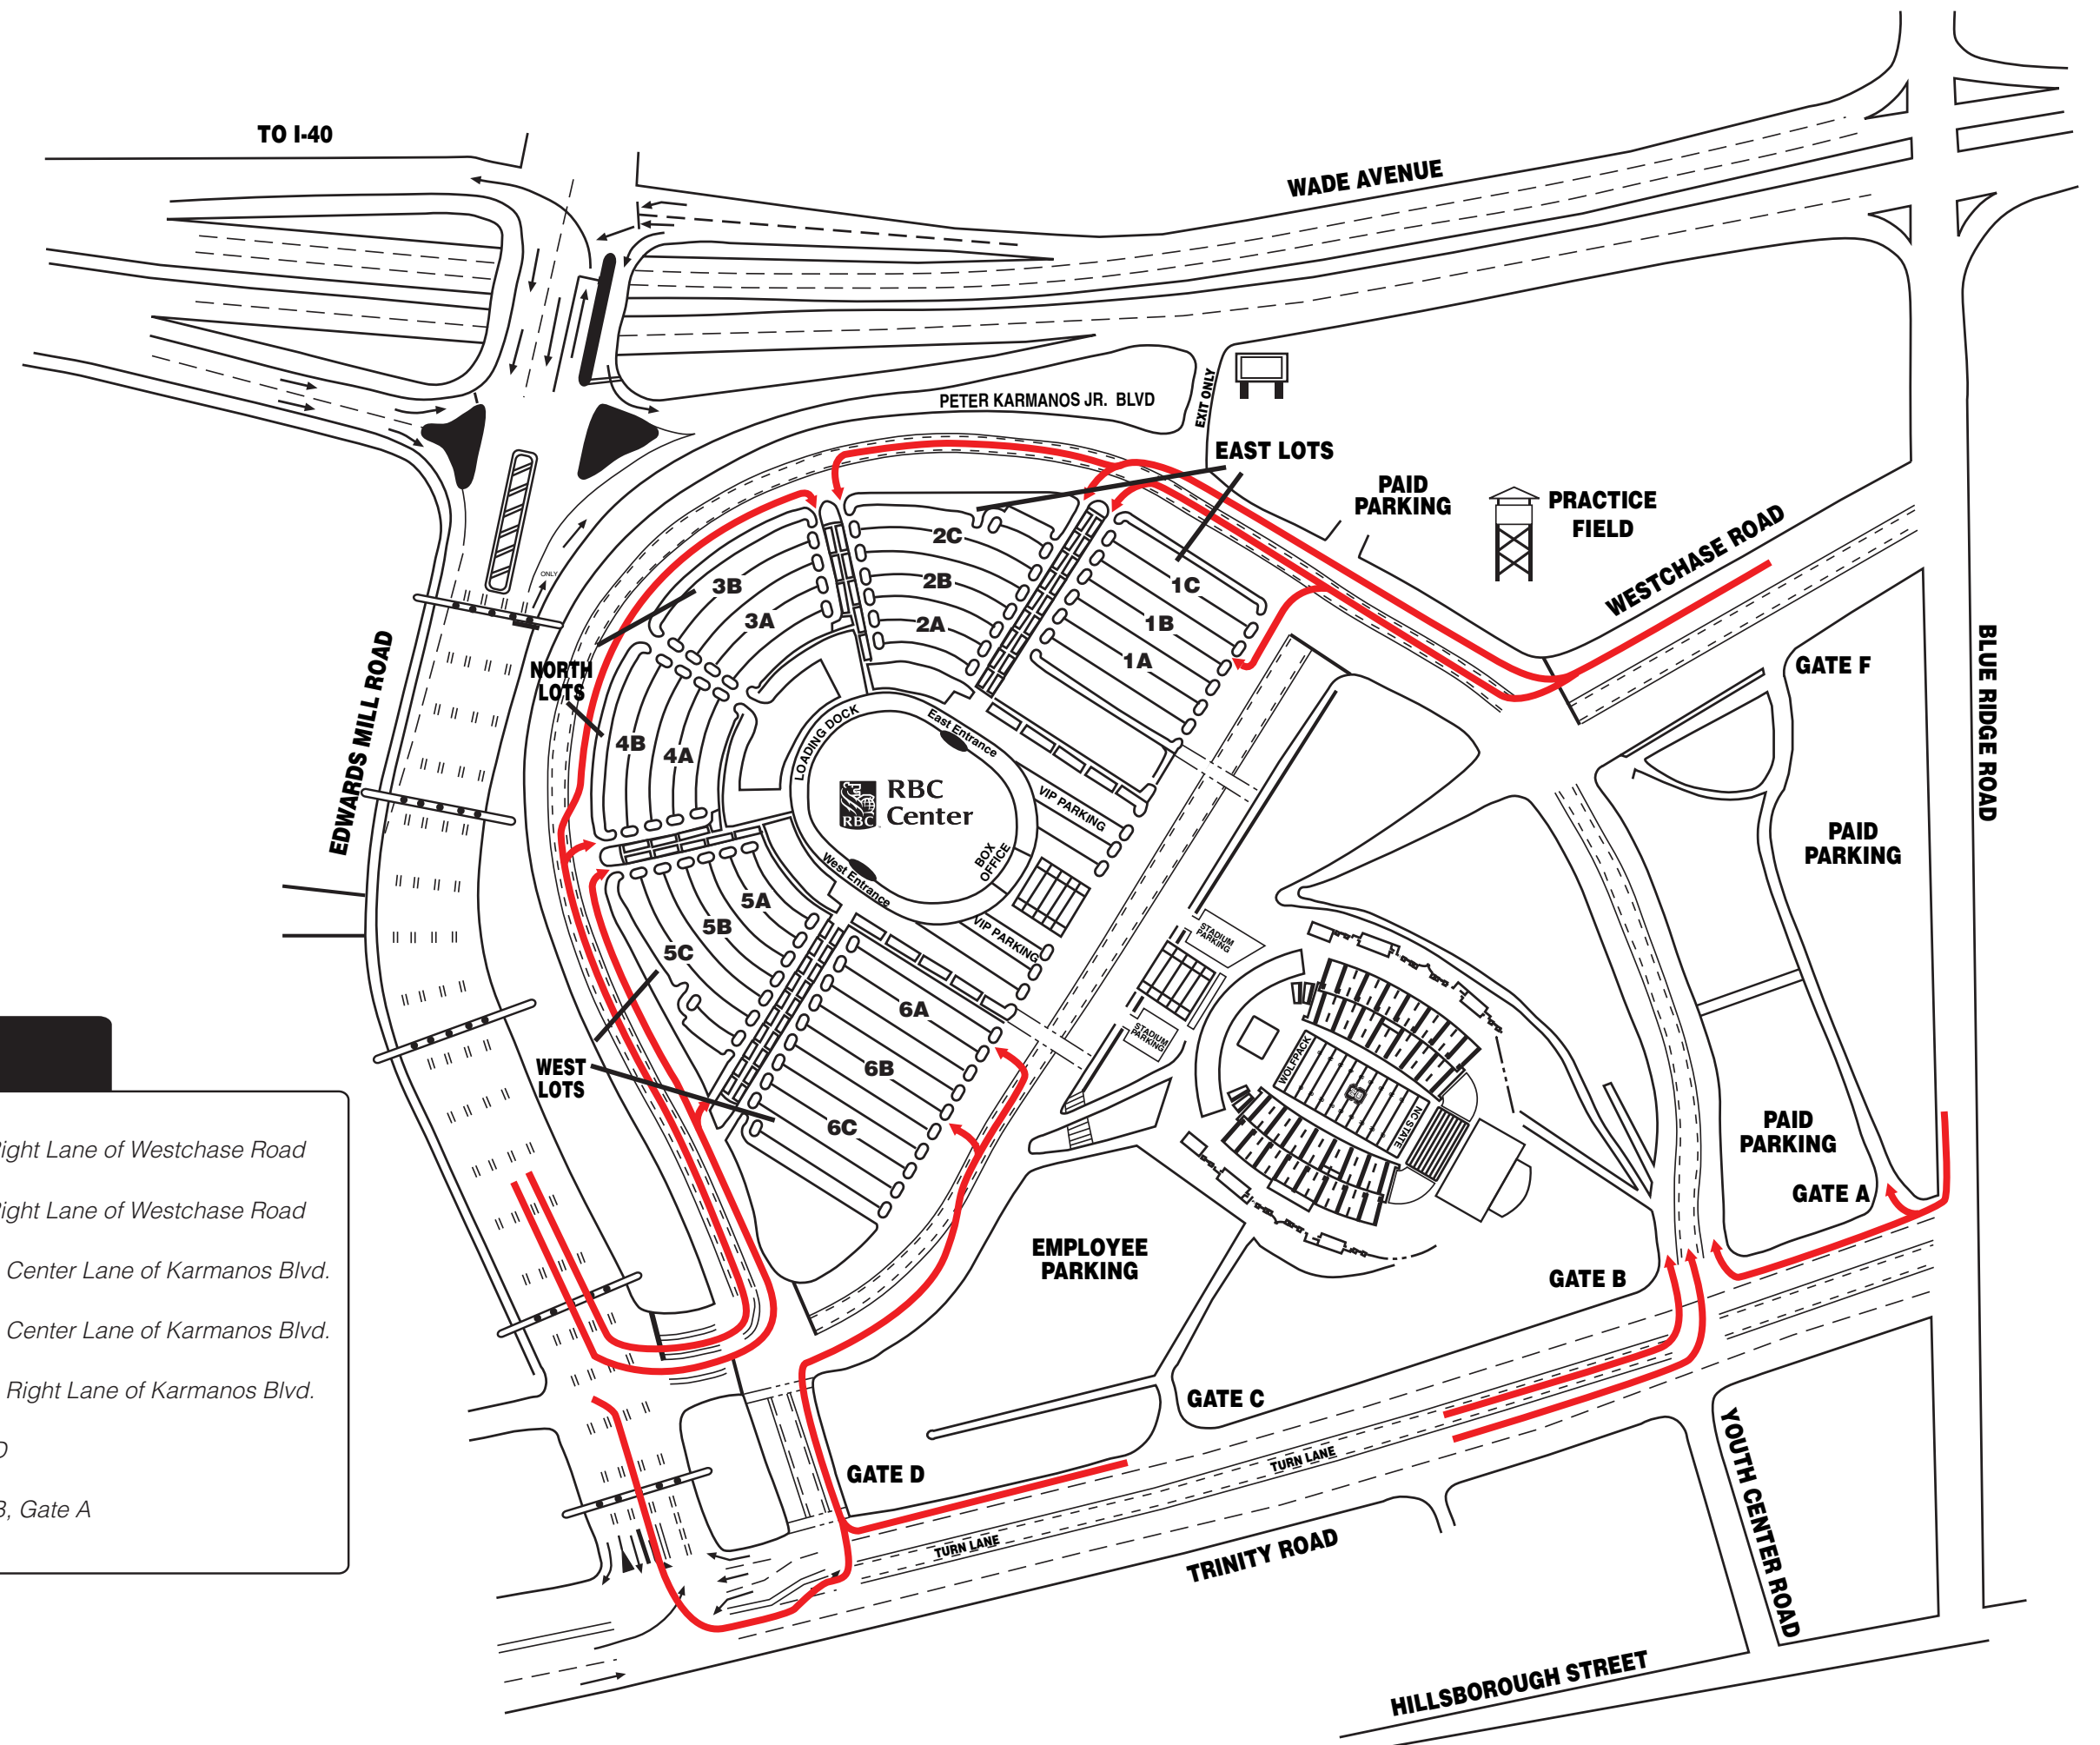 TO I-40
WADE AVENUE
PETER KARMANOS JR. BLVD
EXIT ONLY
EAST LOTS
PAID
PARKING
PRACTICE
FIELD
WESTCHASE ROAD
ONLY
2C
2B
2A
3B
3A
1C
1B
1A
NORTH
LOTS
EDWARDS MILL ROAD
GATE F
BLUE RIDGE ROAD
4B
4A
LOADING DOCK
East Entrance
RBC
RBC
Center
VIP PARKING
BOX
OFFICE
West Entrance
PAID
PARKING
5A
5B
5C
VIP PARKING
STADIUM
PARKING
STADIUM
PARKING
6A
6B
6C
WEST
LOTS
WOLFPACK
NC STATE
PAID
PARKING
GATE A
EMPLOYEE
PARKING
GATE B
GATE C
GATE D
TURN LANE
TURN LANE
TRINITY ROAD
YOUTH CENTER ROAD
HILLSBOROUGH STREET
ight Lane of Westchase Road
ight Lane of Westchase Road
Center Lane of Karmanos Blvd.
Center Lane of Karmanos Blvd.
Right Lane of Karmanos Blvd.
D
B, Gate A